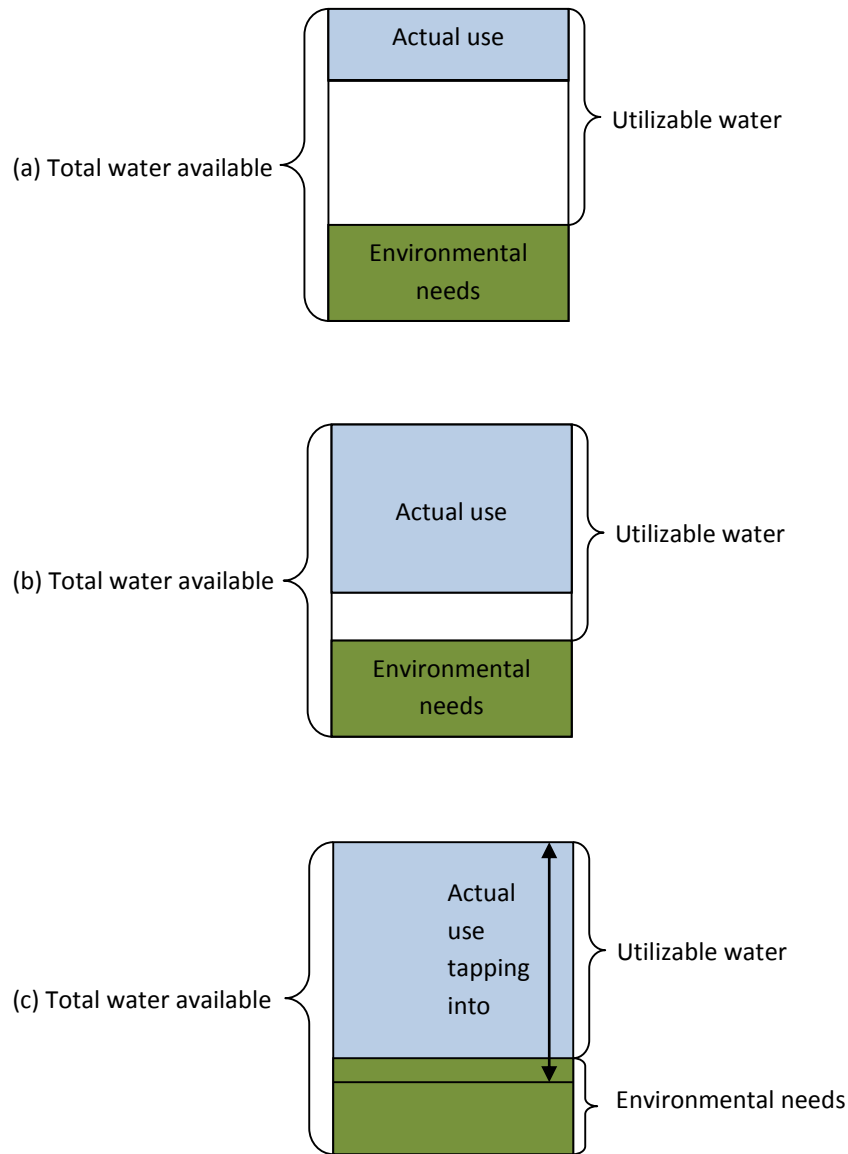 Actual use
Utilizable water
(a) Total water available
Environmental
needs
Actual use
Utilizable water
(b) Total water available
Environmental
needs
Actual
use
tapping
into
Utilizable water
(c) Total water available
Environmental needs